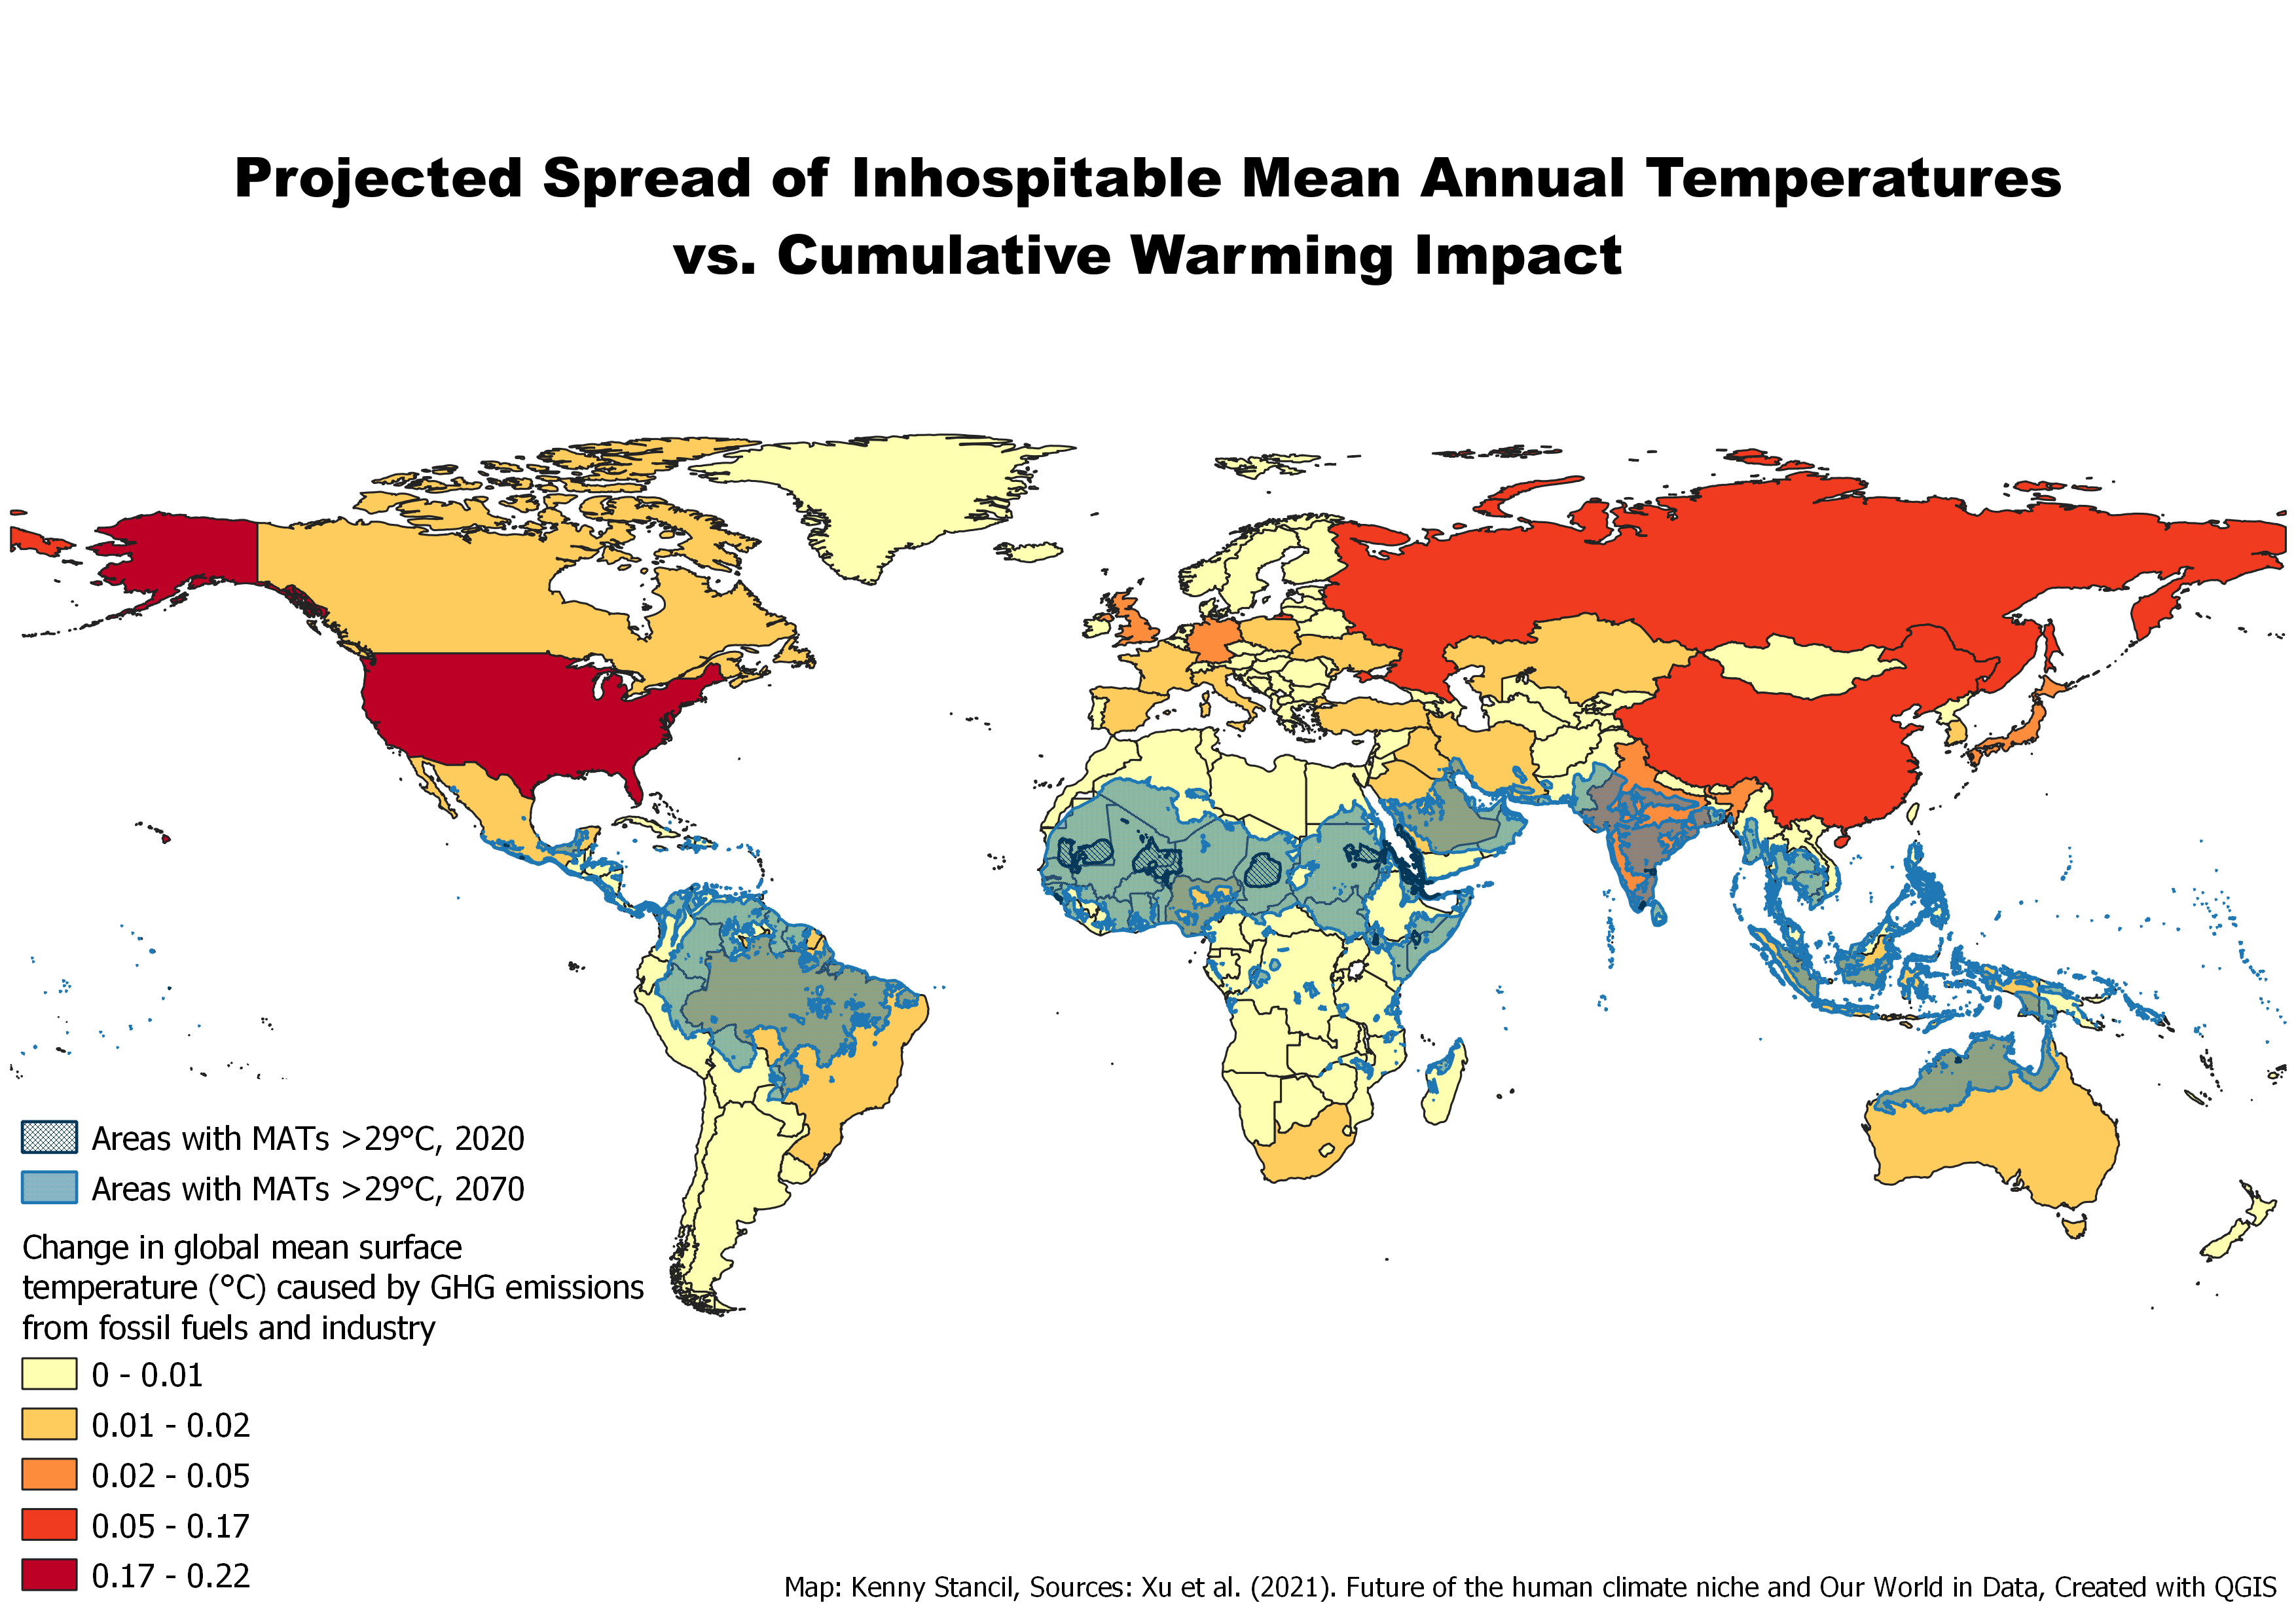 Projected Spread of Inhospitable Mean Annual Temperatures
vs. Cumulative Warming Impact
Areas with MATs >29°C, 2020
Areas with MATs >29°C, 2070
Change in global mean surface
temperature (°C) caused by GHG emissions
from fossil fuels and industry
0 - 0.01
0.01 - 0.02
0.02 - 0.05
0.05 - 0.17
0.17 - 0.22
Map: Kenny Stancil, Sources: Xu et al. (2021). Future of the human climate niche and Our World in Data, Created with QGIS